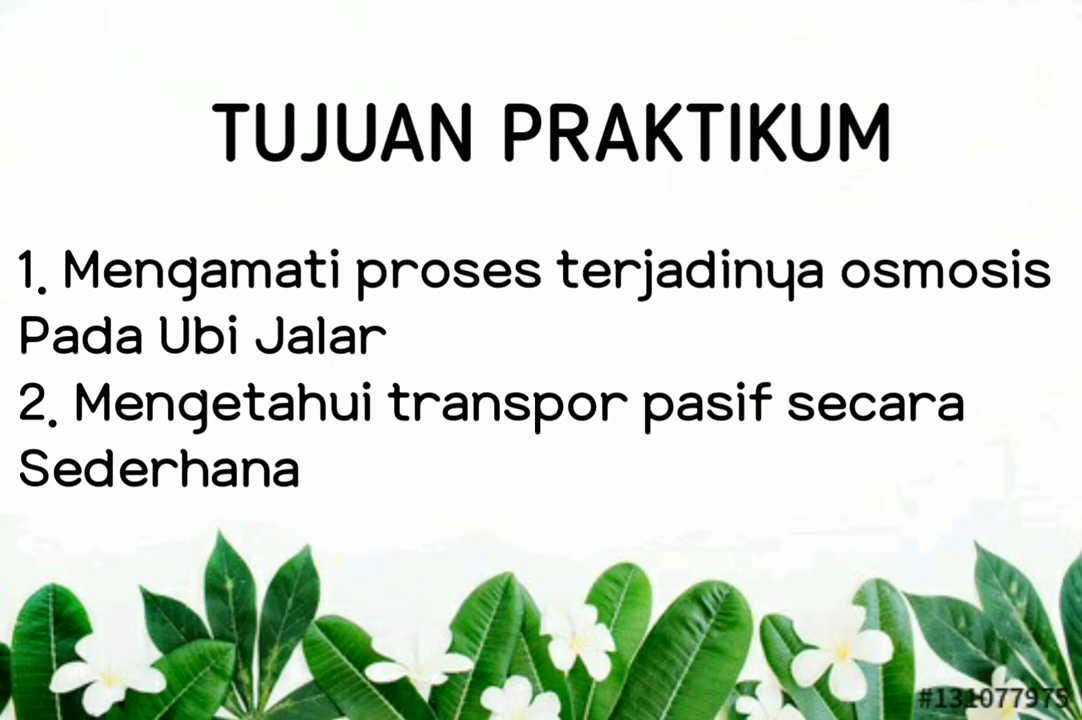 TUJUAN PRAKTIKUM
1. Mengamati proses terjadinya osmosis
Pada Ubi Jalar
2. Mengetahui transpor pasif secara
Sederhana
#131077975